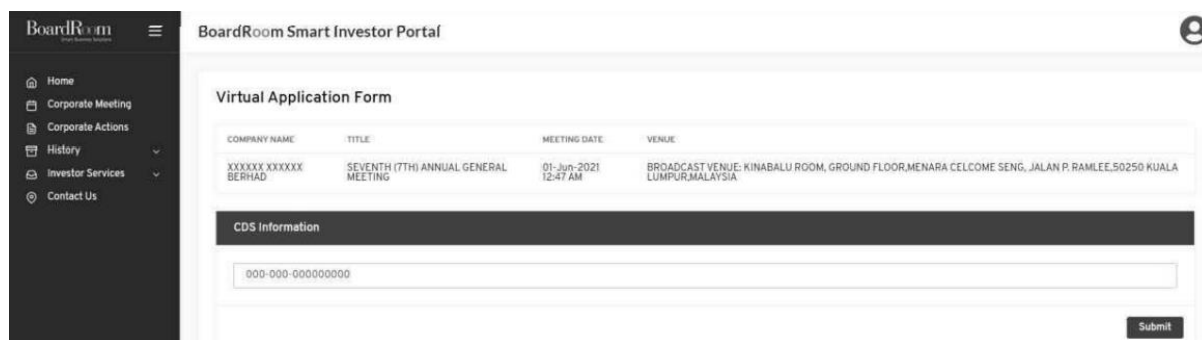 BoardRoom
Smart Business Solutions
BoardRoom Smart Investor Portal
Home
Corporate Meeting
Corporate Actions
History
Investor Services
Contact Us
Virtual Application Form
COMPANY NAME TITLE MEETING DATE VENUE
XXXXXX XXXXXX SEVENTH (7TH) ANNUAL GENERAL 01-Jun-2021 BROADCAST VENUE: KINABALU ROOM, GROUND FLOOR,MENARA CELCOME SENG, JALAN P. RAMLEE,50250 KUALA
BERHAD MEETING 12:47 AM LUMPUR,MALAYSIA
CDS Information
000-000-000000000
Submit